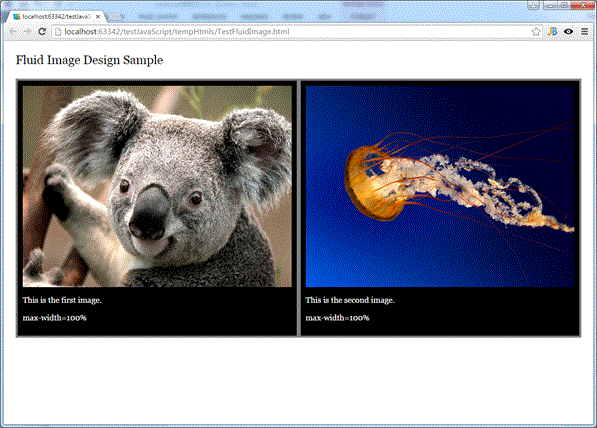 localhost:63342/testJavaS
localhost:63342/testJavaScript/tempHtmls/TestFluidImage.html
JB
Fluid Image Design Sample
This is the first image.
max-width=100%
This is the second image.
max-width=100%